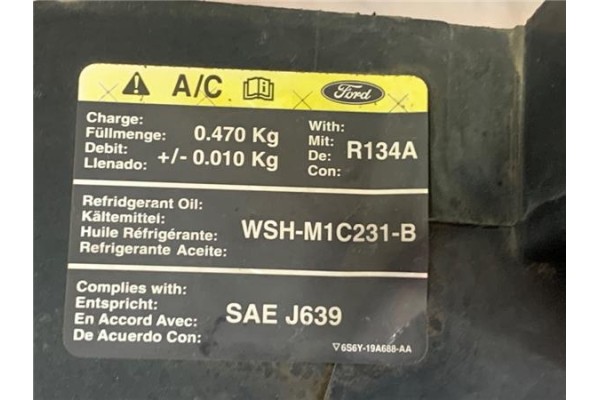 A/C Ford
Charge:
Füllmenge: 0.470 Kg
Debit: +/- 0.010 Kg
Llenado:
With:
Mit: R134A
De:
Con:
Refridgerant Oil:
Kältemittel: WSH-M1C231-B
Huile Réfrigérante:
Refrigerante Aceite:
Complies with:
Entspricht: SAE J639
En Accord Avec:
De Acuerdo Con:
▽6S6Y-19A688-AA